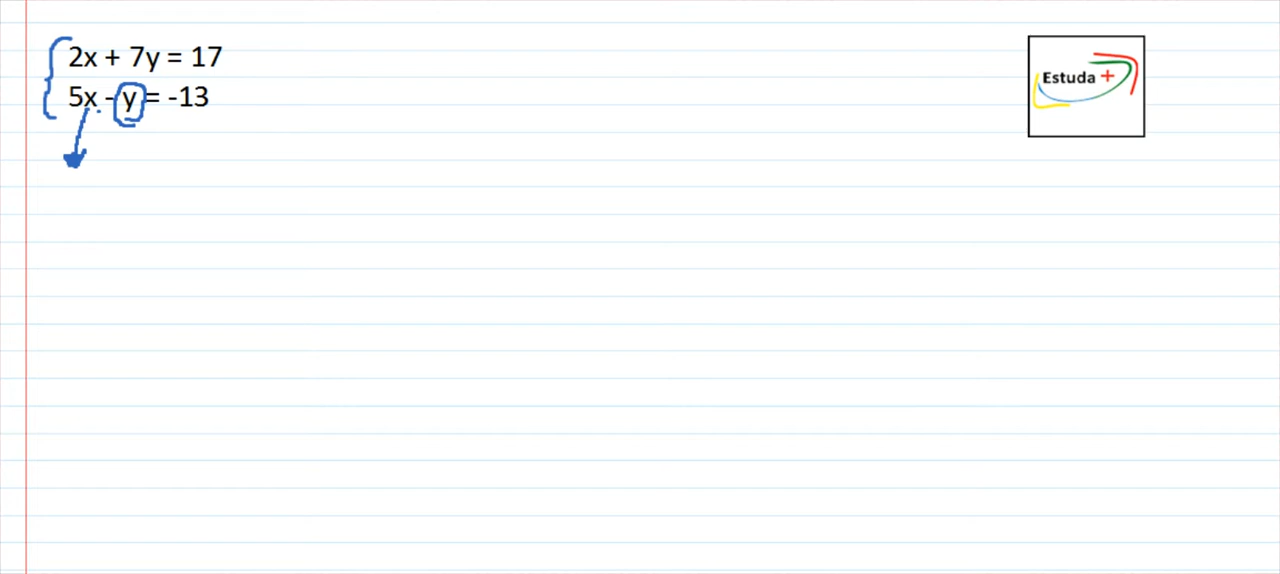 2x + 7y = 17
5x - y = -13
Estuda +